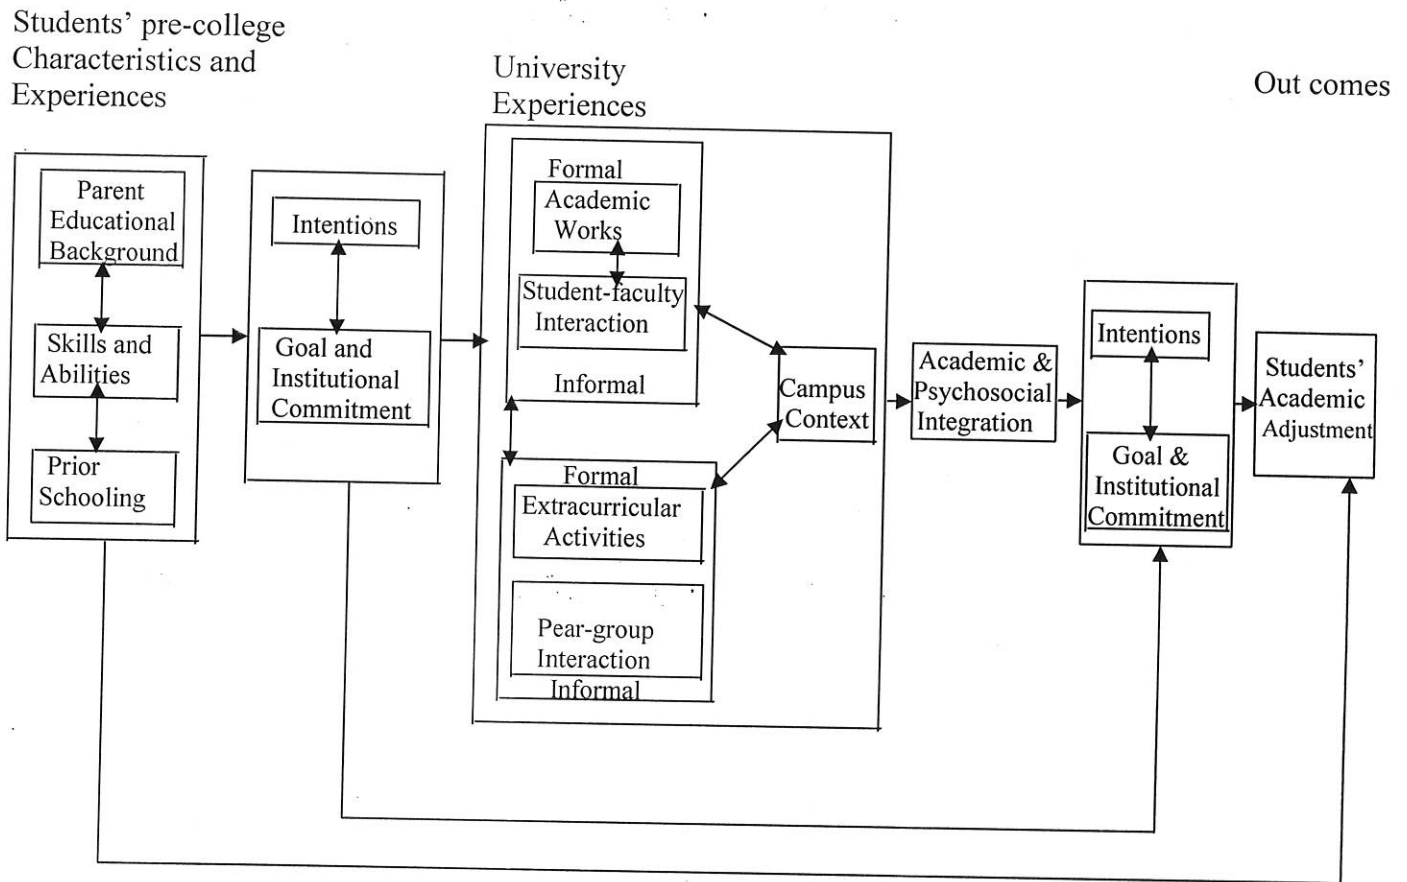 Students' pre-college
Characteristics and
Experiences
University
Experiences
Out comes
Parent
Educational
Background
Skills and
Abilities
Prior
Schooling
Intentions
Goal and
Institutional
Commitment
Formal
Academic
Works
Student-faculty
Interaction
Informal
Formal
Extracurricular
Activities
Pear-group
Interaction
Informal
Campus
Context
Academic &
Psychosocial
Integration
Intentions
Goal &
Institutional
Commitment
Students'
Academic
Adjustment